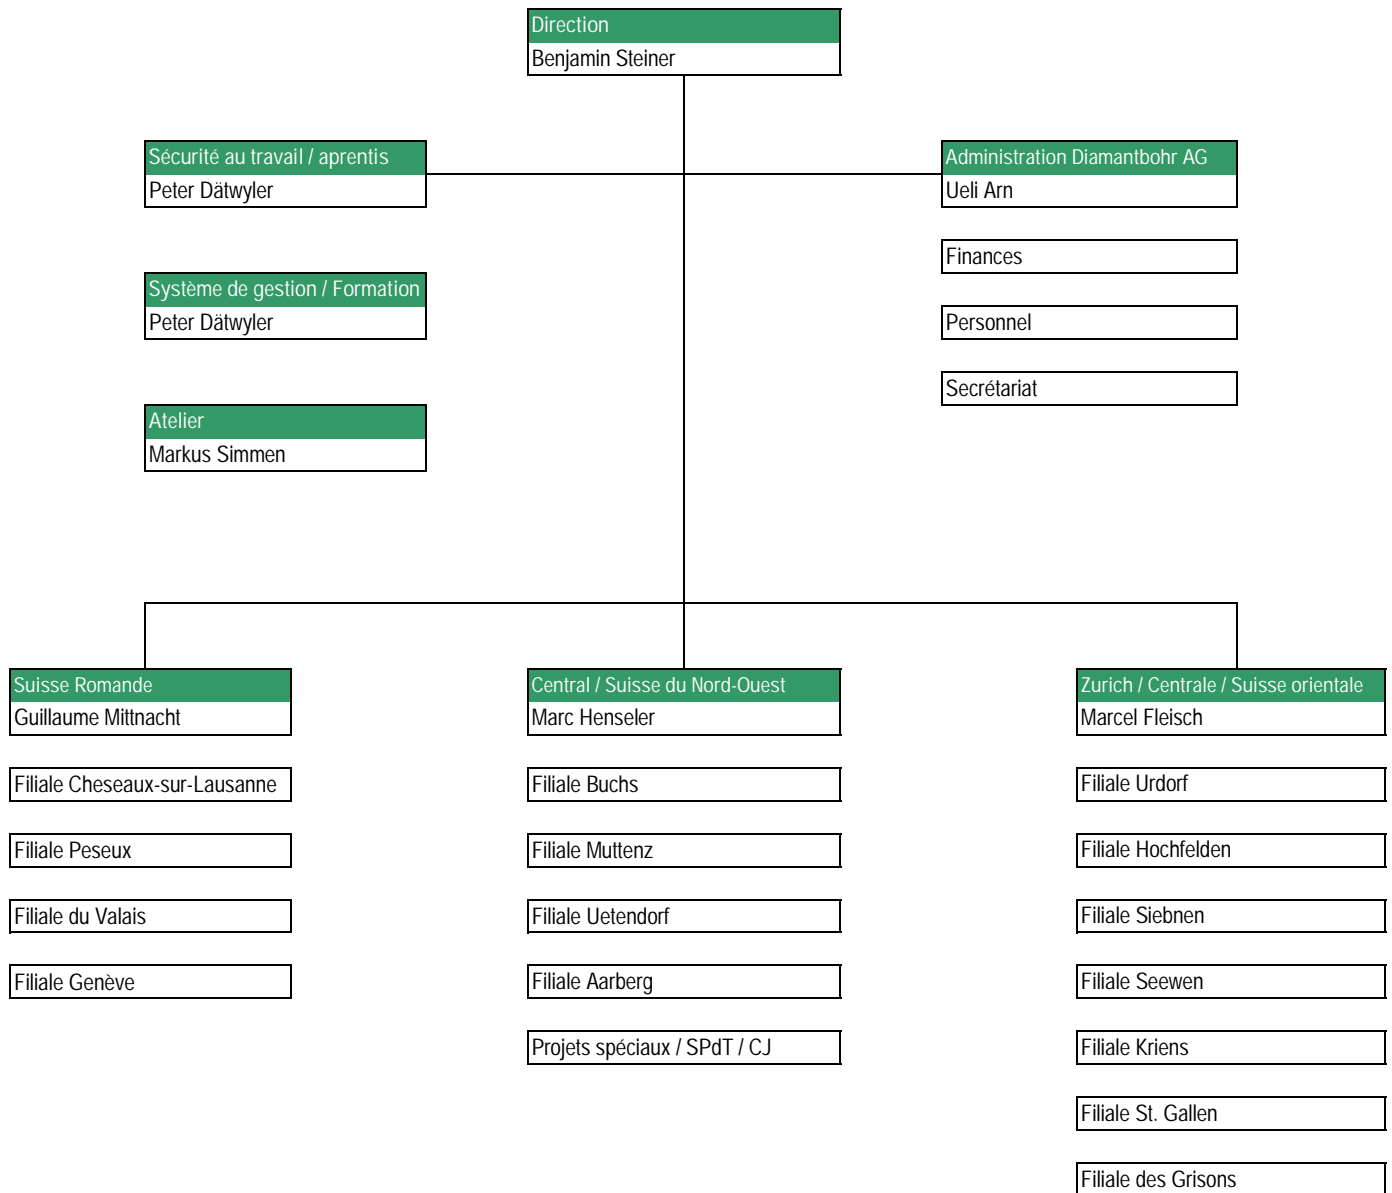 Direction
Benjamin Steiner
Sécurité au travail / aprentis
Peter Dätwyler
Administration Diamantbohr AG
Ueli Arn
Finances
Système de gestion / Formation
Peter Dätwyler
Personnel
Secrétariat
Atelier
Markus Simmen
Suisse Romande
Guillaume Mittnacht
Filiale Cheseaux-sur-Lausanne
Filiale Peseux
Filiale du Valais
Filiale Genève
Central / Suisse du Nord-Ouest
Marc Henseler
Filiale Buchs
Filiale Muttenz
Filiale Uetendorf
Filiale Aarberg
Projets spéciaux / SPdT / CJ
Zurich / Centrale / Suisse orientale
Marcel Fleisch
Filiale Urdorf
Filiale Hochfelden
Filiale Siebnen
Filiale Seewen
Filiale Kriens
Filiale St. Gallen
Filiale des Grisons